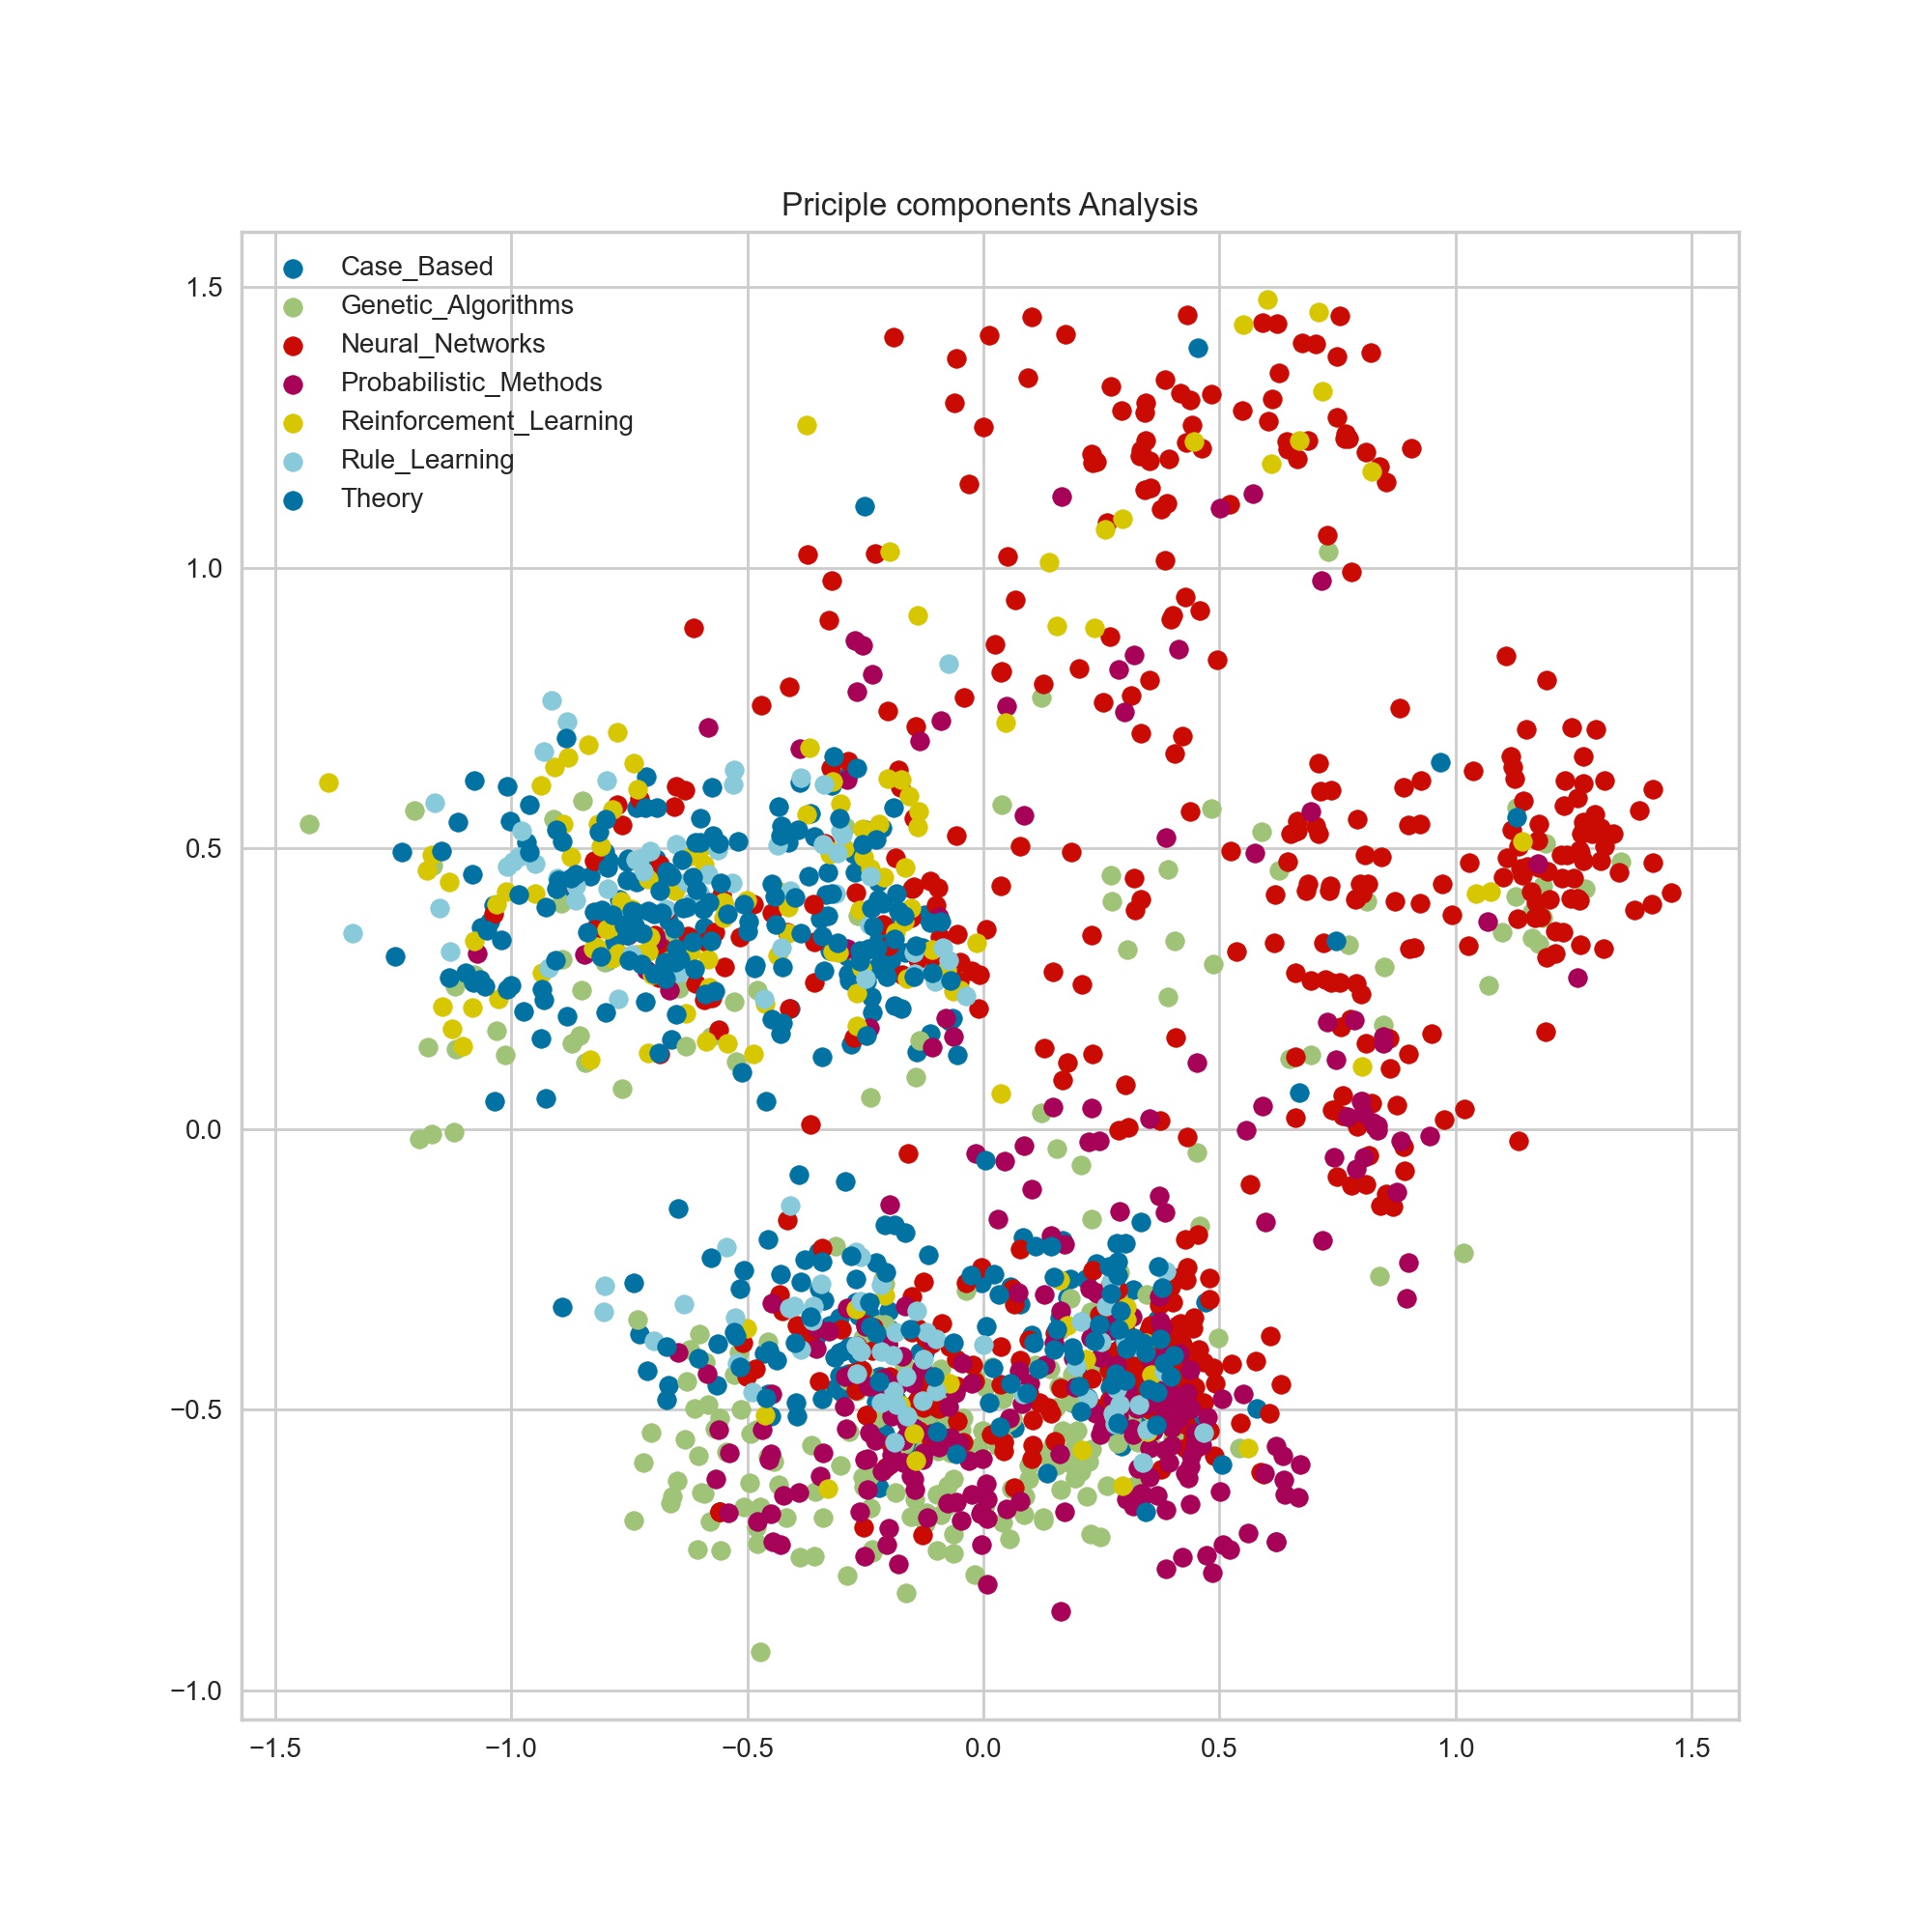 Priciple components Analysis
Case_Based
Genetic_Algorithms
Neural_Networks
Probabilistic_Methods
Reinforcement_Learning
Rule_Learning
Theory
1.5
1.0
0.5
0.0
−0.5
−1.0
−1.5 −1.0 −0.5 0.0 0.5 1.0 1.5